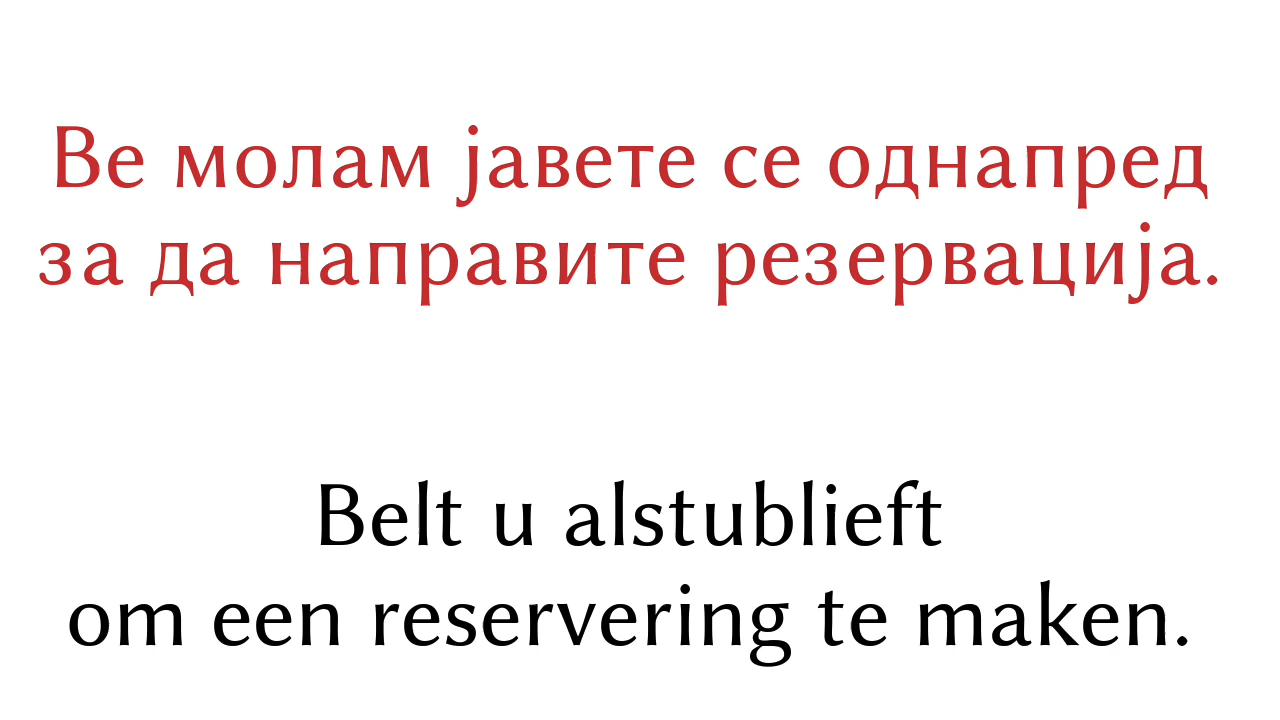 Ве молам јавете се однапред
за да направите резервација.
Belt u alstublieft
om een reservering te maken.